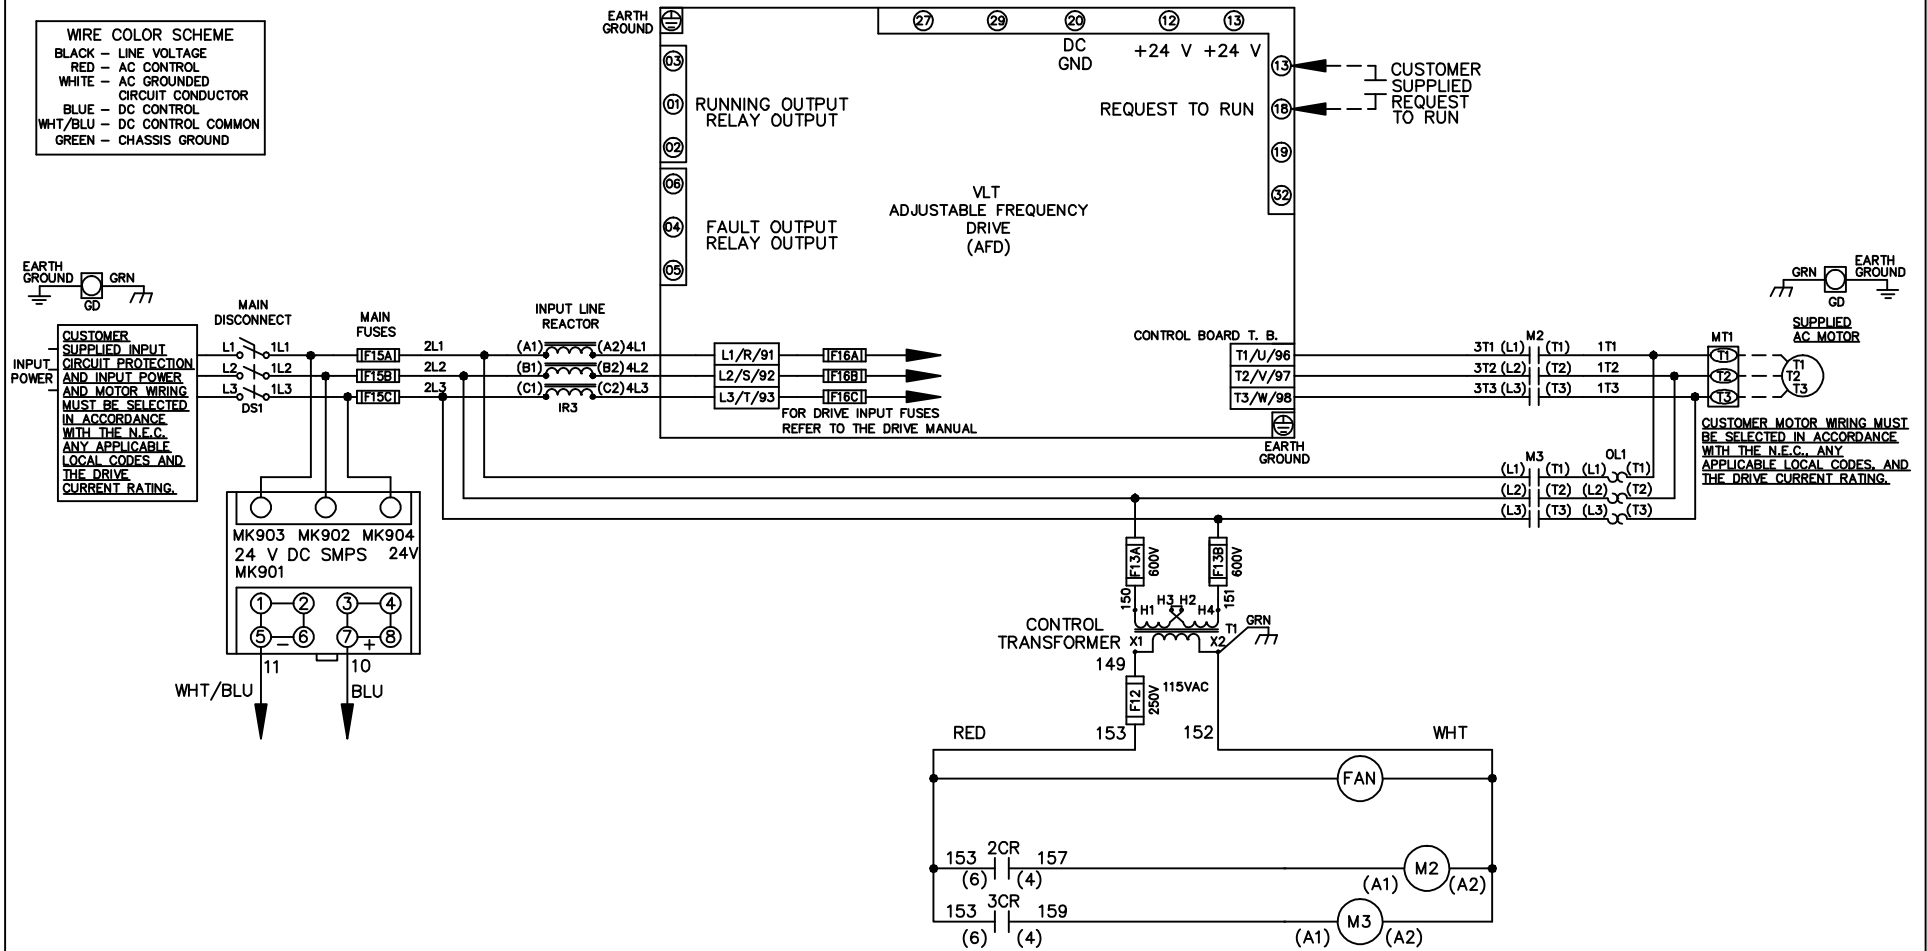 WIRE COLOR SCHEME
BLACK – LINE VOLTAGE
RED – AC CONTROL
WHITE – AC GROUNDED
CIRCUIT CONDUCTOR
BLUE – DC CONTROL
WHT/BLU – DC CONTROL COMMON
GREEN – CHASSIS GROUND
EARTH
GROUND
27 29 20 12 13
DC
GND
+24 V +24 V
03
01
02
RUNNING OUTPUT
RELAY OUTPUT
06
04
05
FAULT OUTPUT
RELAY OUTPUT
13
18
19
32
REQUEST TO RUN
CUSTOMER
SUPPLIED
REQUEST
TO RUN
VLT
ADJUSTABLE FREQUENCY
DRIVE
(AFD)
EARTH
GROUND
GRN
GD
INPUT
POWER
CUSTOMER
SUPPLIED INPUT
CIRCUIT PROTECTION
AND INPUT POWER
AND MOTOR WIRING
MUST BE SELECTED
IN ACCORDANCE
WITH THE N.E.C.
ANY APPLICABLE
LOCAL CODES AND
THE DRIVE
CURRENT RATING.
MAIN
DISCONNECT
L1 1L1
L2 1L2
L3 1L3
DS1
MAIN
FUSES
F15A
F15B
F15C
2L1
2L2
2L3
INPUT LINE
REACTOR
(A1) (A2) 4L1
(B1) (B2) 4L2
(C1) (C2) 4L3
IR3
L1/R/91
L2/S/92
L3/T/93
F16A
F16B
F16C
FOR DRIVE INPUT FUSES
REFER TO THE DRIVE MANUAL
CONTROL BOARD T. B.
T1/U/96
T2/V/97
T3/W/98
EARTH
GROUND
M2
3T1 (L1) (T1) 1T1
3T2 (L2) (T2) 1T2
3T3 (L3) (T3) 1T3
MT1
T1
T2
T3
T1
T2
T3
GRN
GD
EARTH
GROUND
SUPPLIED
AC MOTOR
CUSTOMER MOTOR WIRING MUST
BE SELECTED IN ACCORDANCE
WITH THE N.E.C., ANY
APPLICABLE LOCAL CODES, AND
THE DRIVE CURRENT RATING.
M3 OL1
(L1) (T1) (L1) (T1)
(L2) (T2) (L2) (T2)
(L3) (T3) (L3) (T3)
MK903 MK902 MK904
24 V DC SMPS 24V
MK901
1 2 3 4
5 – 6 7 + 8
11 10
WHT/BLU BLU
F13A
600V
F13B
600V
150
151
H1 H3 H2 H4
CONTROL
TRANSFORMER
X1 X2 T1
GRN
149
F12
250V
115VAC
153 152
RED WHT
FAN
153 2CR 157
(6) (4)
M2
(A1) (A2)
153 3CR 159
(6) (4)
M3
(A1) (A2)